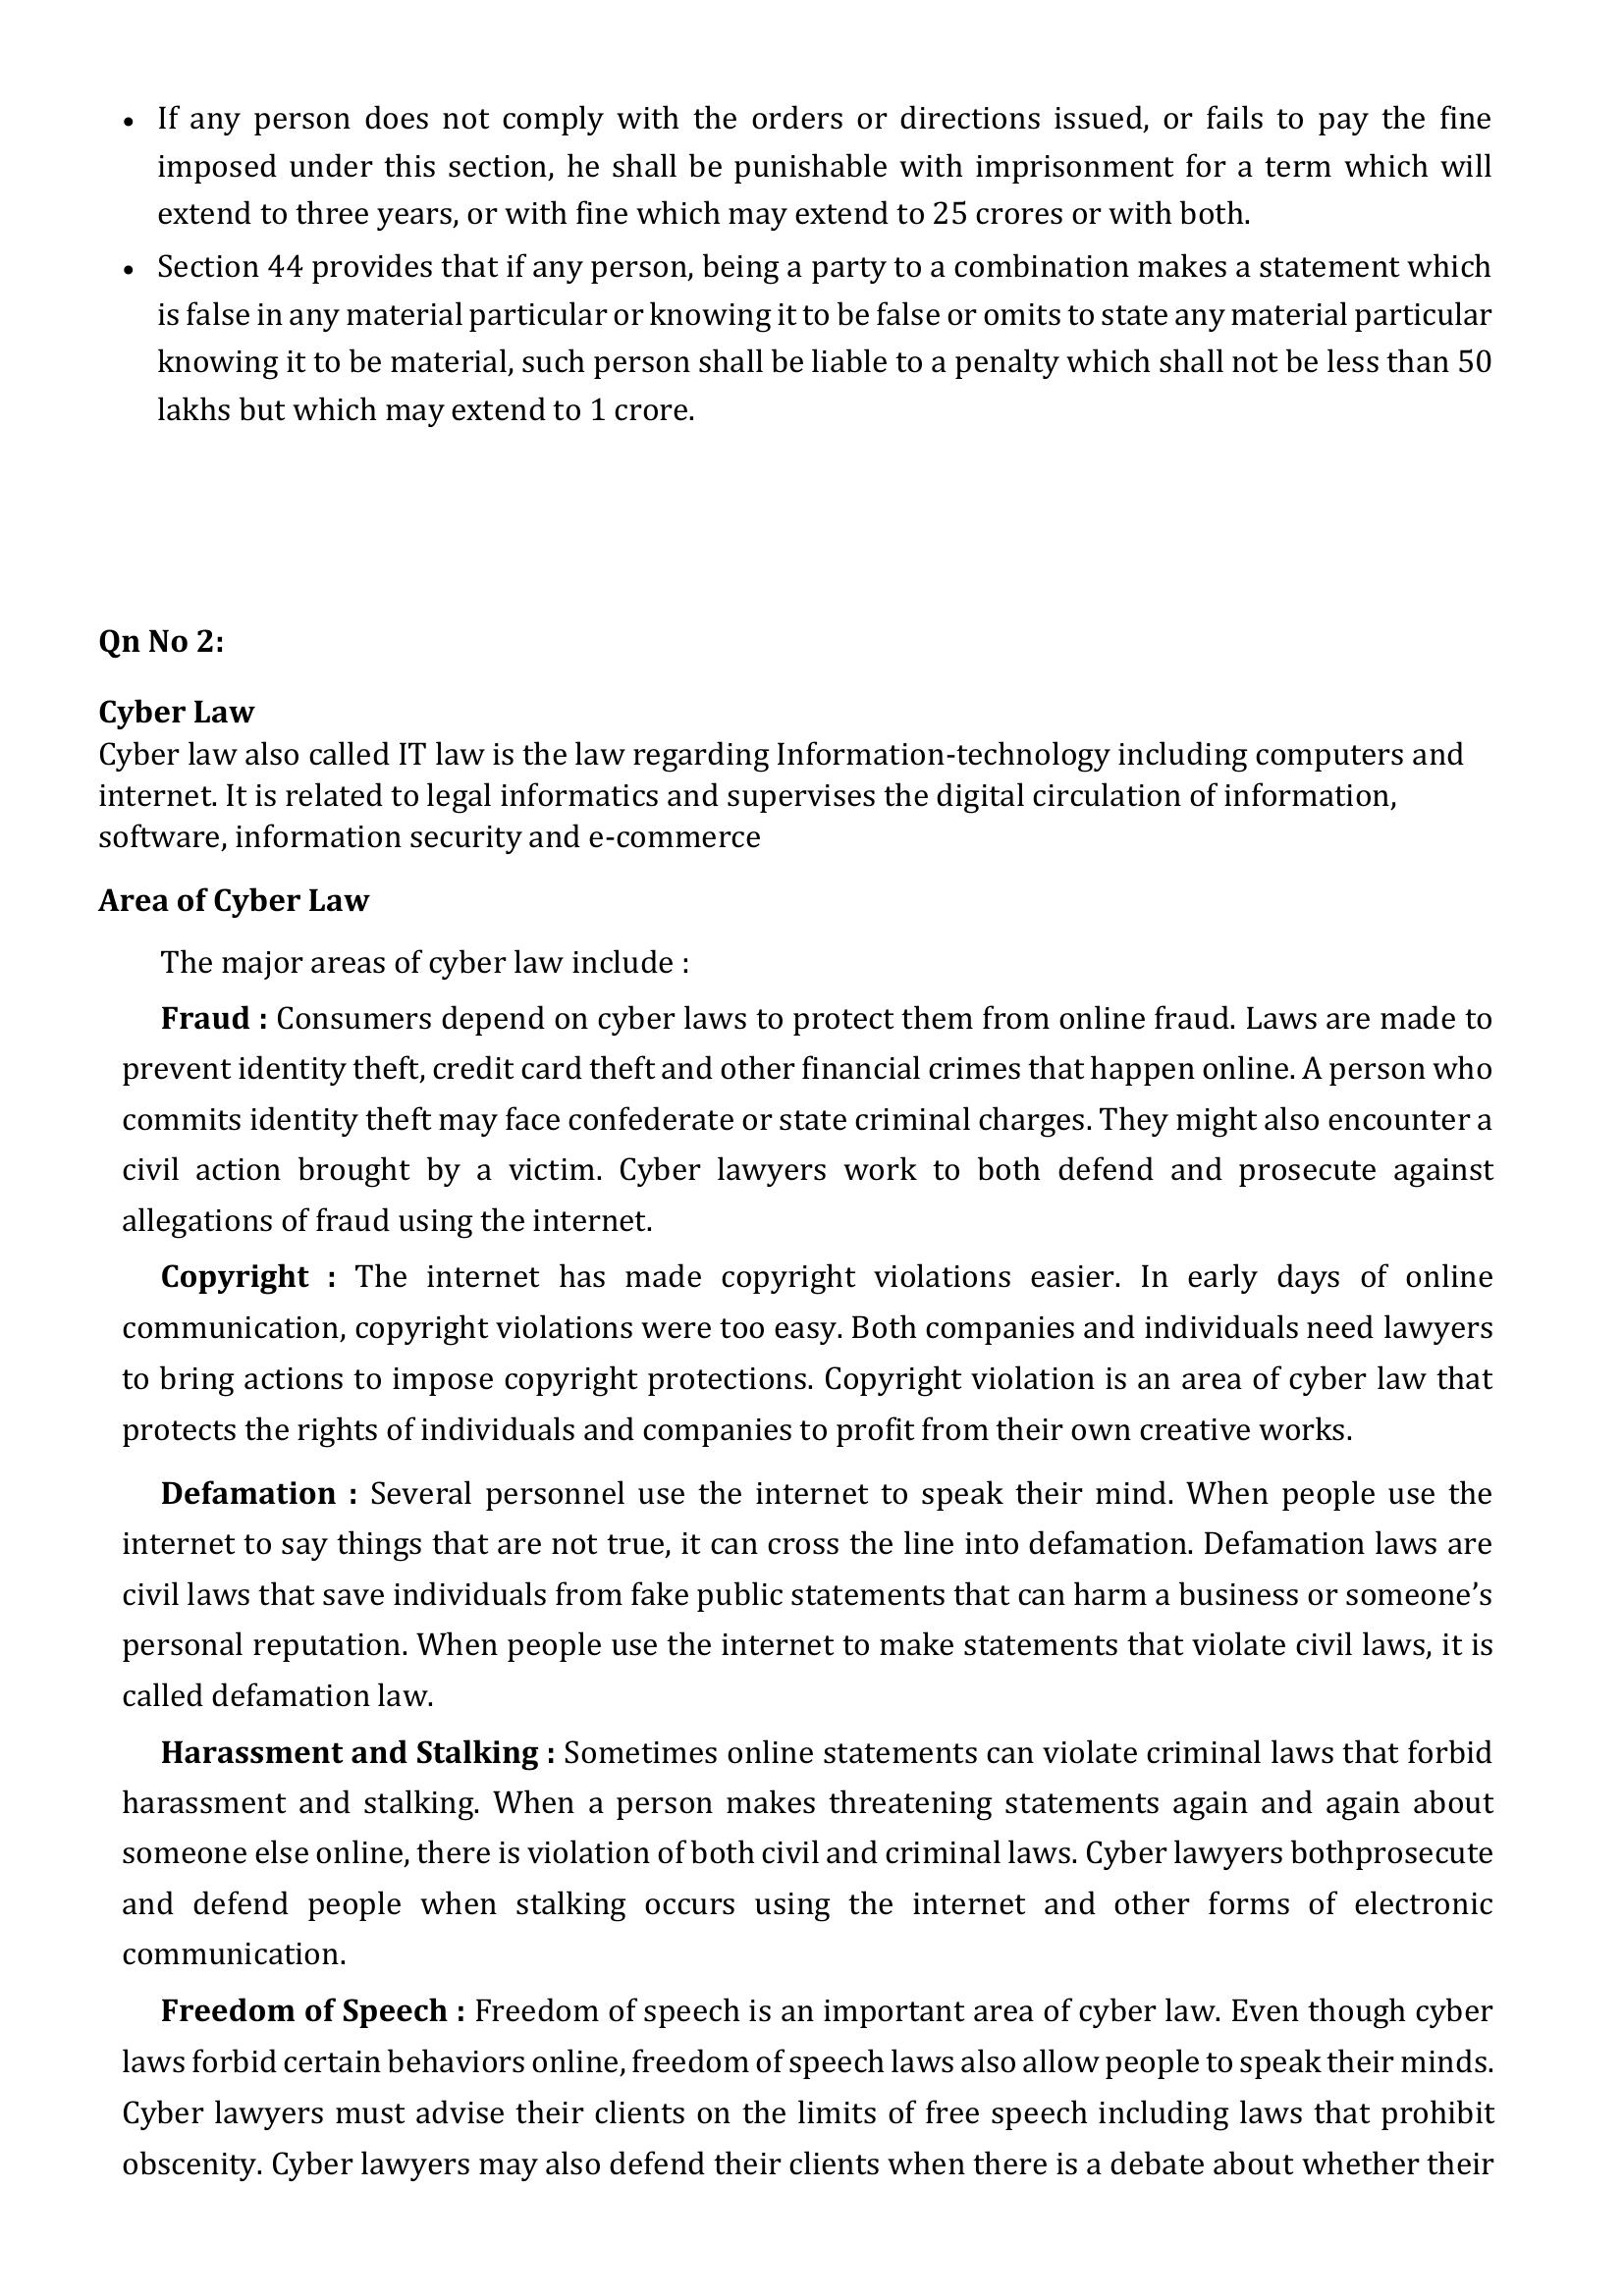 • If any person does not comply with the orders or directions issued, or fails to pay the fine
imposed under this section, he shall be punishable with imprisonment for a term which will
extend to three years, or with fine which may extend to 25 crores or with both.
• Section 44 provides that if any person, being a party to a combination makes a statement which
is false in any material particular or knowing it to be false or omits to state any material particular
knowing it to be material, such person shall be liable to a penalty which shall not be less than 50
lakhs but which may extend to 1 crore.
Qn No 2:
Cyber Law
Cyber law also called IT law is the law regarding Information-technology including computers and
internet. It is related to legal informatics and supervises the digital circulation of information,
software, information security and e-commerce
Area of Cyber Law
The major areas of cyber law include :
Fraud : Consumers depend on cyber laws to protect them from online fraud. Laws are made to
prevent identity theft, credit card theft and other financial crimes that happen online. A person who
commits identity theft may face confederate or state criminal charges. They might also encounter a
civil action brought by a victim. Cyber lawyers work to both defend and prosecute against
allegations of fraud using the internet.
Copyright : The internet has made copyright violations easier. In early days of online
communication, copyright violations were too easy. Both companies and individuals need lawyers
to bring actions to impose copyright protections. Copyright violation is an area of cyber law that
protects the rights of individuals and companies to profit from their own creative works.
Defamation : Several personnel use the internet to speak their mind. When people use the
internet to say things that are not true, it can cross the line into defamation. Defamation laws are
civil laws that save individuals from fake public statements that can harm a business or someone’s
personal reputation. When people use the internet to make statements that violate civil laws, it is
called defamation law.
Harassment and Stalking : Sometimes online statements can violate criminal laws that forbid
harassment and stalking. When a person makes threatening statements again and again about
someone else online, there is violation of both civil and criminal laws. Cyber lawyers bothprosecute
and defend people when stalking occurs using the internet and other forms of electronic
communication.
Freedom of Speech : Freedom of speech is an important area of cyber law. Even though cyber
laws forbid certain behaviors online, freedom of speech laws also allow people to speak their minds.
Cyber lawyers must advise their clients on the limits of free speech including laws that prohibit
obscenity. Cyber lawyers may also defend their clients when there is a debate about whether their